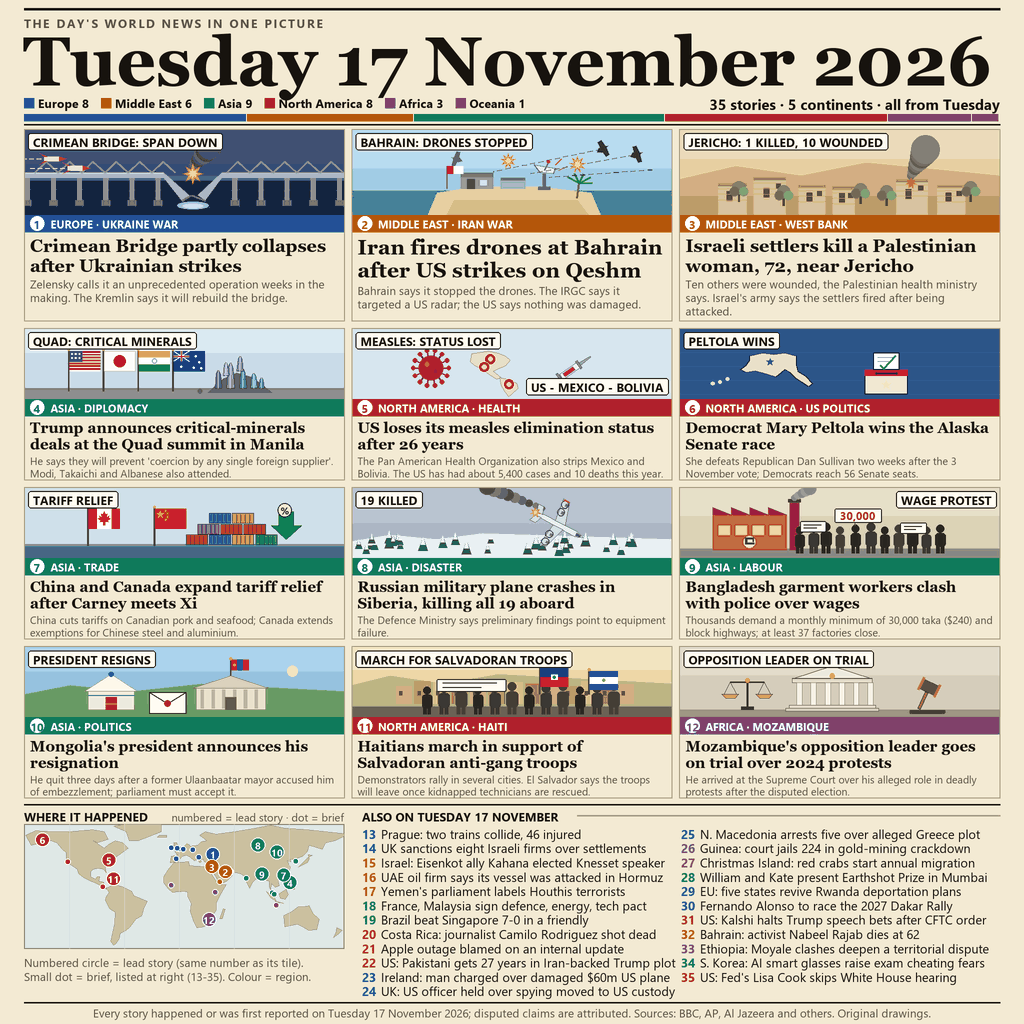 THE DAY'S WORLD NEWS IN ONE PICTURE
Tuesday 17 November 2026
Europe 8 Middle East 6 Asia 9 North America 8 Africa 3 Oceania 1
35 stories · 5 continents · all from Tuesday
CRIMEAN BRIDGE: SPAN DOWN
1 EUROPE · UKRAINE WAR
Crimean Bridge partly collapses
after Ukrainian strikes
Zelensky calls it an unprecedented operation weeks in the
making. The Kremlin says it will rebuild the bridge.
BAHRAIN: DRONES STOPPED
2 MIDDLE EAST · IRAN WAR
Iran fires drones at Bahrain
after US strikes on Qeshm
Bahrain says it stopped the drones. The IRGC says it
targeted a US radar; the US says nothing was damaged.
JERICHO: 1 KILLED, 10 WOUNDED
3 MIDDLE EAST · WEST BANK
Israeli settlers kill a Palestinian
woman, 72, near Jericho
Ten others were wounded, the Palestinian health ministry
says. Israel's army says the settlers fired after being
attacked.
QUAD: CRITICAL MINERALS
4 ASIA · DIPLOMACY
Trump announces critical-minerals
deals at the Quad summit in Manila
He says they will prevent 'coercion by any single foreign supplier'.
Modi, Takaichi and Albanese also attended.
MEASLES: STATUS LOST
US - MEXICO - BOLIVIA
5 NORTH AMERICA · HEALTH
US loses its measles elimination status
after 26 years
The Pan American Health Organization also strips Mexico and
Bolivia. The US has had about 5,400 cases and 10 deaths this year.
PELTOLA WINS
6 NORTH AMERICA · US POLITICS
Democrat Mary Peltola wins the Alaska
Senate race
She defeats Republican Dan Sullivan two weeks after the 3
November vote; Democrats reach 56 Senate seats.
TARIFF RELIEF
%
7 ASIA · TRADE
China and Canada expand tariff relief
after Carney meets Xi
China cuts tariffs on Canadian pork and seafood; Canada extends
exemptions for Chinese steel and aluminium.
19 KILLED
8 ASIA · DISASTER
Russian military plane crashes in
Siberia, killing all 19 aboard
The Defence Ministry says preliminary findings point to equipment
failure.
WAGE PROTEST
30,000
9 ASIA · LABOUR
Bangladesh garment workers clash
with police over wages
Thousands demand a monthly minimum of 30,000 taka ($240) and
block highways; at least 37 factories close.
PRESIDENT RESIGNS
10 ASIA · POLITICS
Mongolia's president announces his
resignation
He quit three days after a former Ulaanbaatar mayor accused him
of embezzlement; parliament must accept it.
MARCH FOR SALVADORAN TROOPS
11 NORTH AMERICA · HAITI
Haitians march in support of
Salvadoran anti-gang troops
Demonstrators rally in several cities. El Salvador says the troops
will leave once kidnapped technicians are rescued.
OPPOSITION LEADER ON TRIAL
12 AFRICA · MOZAMBIQUE
Mozambique's opposition leader goes
on trial over 2024 protests
He arrived at the Supreme Court over his alleged role in deadly
protests after the disputed election.
WHERE IT HAPPENED
numbered = lead story · dot = brief
6
5
11
1
3
2
8
10
9
7
4
12
Numbered circle = lead story (same number as its tile).
Small dot = brief, listed at right (13-35). Colour = region.
ALSO ON TUESDAY 17 NOVEMBER
13 Prague: two trains collide, 46 injured
14 UK sanctions eight Israeli firms over settlements
15 Israel: Eisenkot ally Kahana elected Knesset speaker
16 UAE oil firm says its vessel was attacked in Hormuz
17 Yemen's parliament labels Houthis terrorists
18 France, Malaysia sign defence, energy, tech pact
19 Brazil beat Singapore 7-0 in a friendly
20 Costa Rica: journalist Camilo Rodriguez shot dead
21 Apple outage blamed on an internal update
22 US: Pakistani gets 27 years in Iran-backed Trump plot
23 Ireland: man charged over damaged $60m US plane
24 UK: US officer held over spying moved to US custody
25 N. Macedonia arrests five over alleged Greece plot
26 Guinea: court jails 224 in gold-mining crackdown
27 Christmas Island: red crabs start annual migration
28 William and Kate present Earthshot Prize in Mumbai
29 EU: five states revive Rwanda deportation plans
30 Fernando Alonso to race the 2027 Dakar Rally
31 US: Kalshi halts Trump speech bets after CFTC order
32 Bahrain: activist Nabeel Rajab dies at 62
33 Ethiopia: Moyale clashes deepen a territorial dispute
34 S. Korea: AI smart glasses raise exam cheating fears
35 US: Fed's Lisa Cook skips White House hearing
Every story happened or was first reported on Tuesday 17 November 2026; disputed claims are attributed. Sources: BBC, AP, Al Jazeera and others. Original drawings.